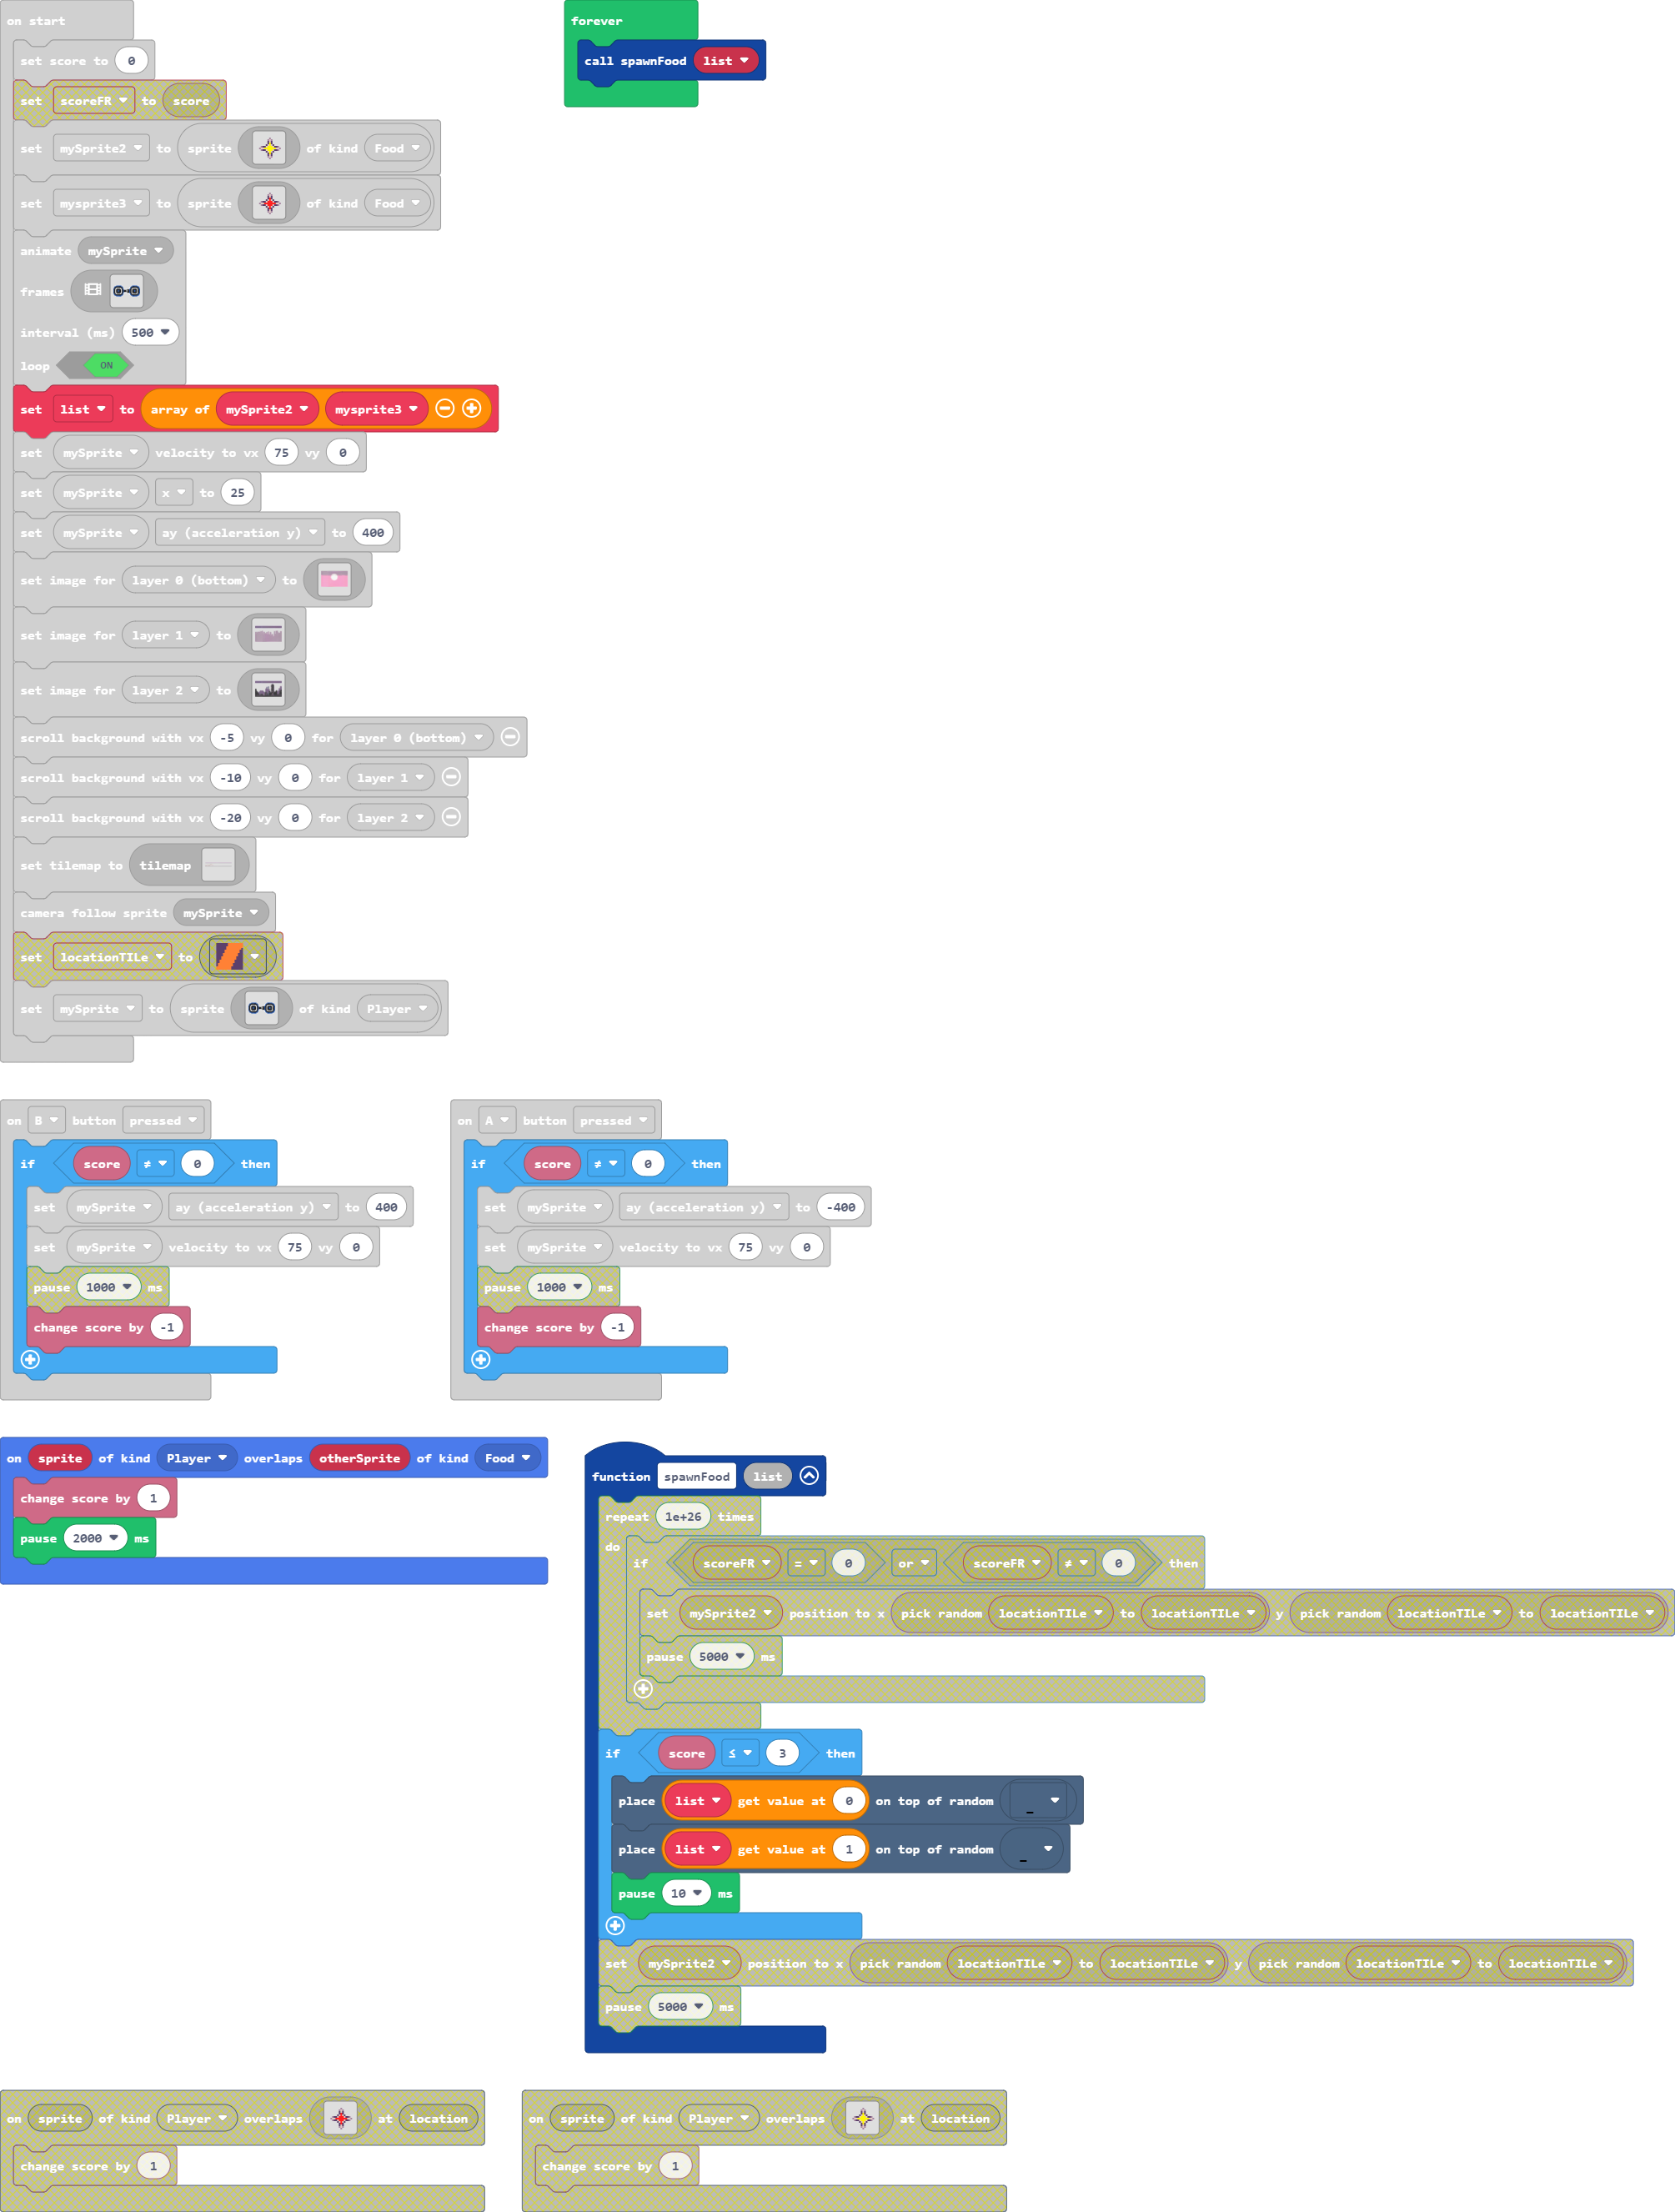 on start
set score to 0
set scoreFR to score
set mySprite2 to sprite of kind Food
set mysprite3 to sprite of kind Food
animate mySprite
frames
interval (ms) 500
loop ON
set list to array of mySprite2 mysprite3
set mySprite velocity to vx 75 vy 0
set mySprite x to 25
set mySprite ay (acceleration y) to 400
set image for layer 0 (bottom) to
set image for layer 1 to
set image for layer 2 to
scroll background with vx -5 vy 0 for layer 0 (bottom)
scroll background with vx -10 vy 0 for layer 1
scroll background with vx -20 vy 0 for layer 2
set tilemap to tilemap
camera follow sprite mySprite
set locationTILe to
set mySprite to sprite of kind Player
forever
call spawnFood list
on B button pressed
if score ≠ 0 then
set mySprite ay (acceleration y) to 400
set mySprite velocity to vx 75 vy 0
pause 1000 ms
change score by -1
on A button pressed
if score ≠ 0 then
set mySprite ay (acceleration y) to -400
set mySprite velocity to vx 75 vy 0
pause 1000 ms
change score by -1
on sprite of kind Player overlaps otherSprite of kind Food
change score by 1
pause 2000 ms
function spawnFood list
repeat 1e+26 times
do
if scoreFR = 0 or scoreFR ≠ 0 then
set mySprite2 position to x pick random locationTILe to locationTILe y pick random locationTILe to locationTILe
pause 5000 ms
if score ≤ 3 then
place list get value at 0 on top of random _
place list get value at 1 on top of random _
pause 10 ms
set mySprite2 position to x pick random locationTILe to locationTILe y pick random locationTILe to locationTILe
pause 5000 ms
on sprite of kind Player overlaps at location
change score by 1
on sprite of kind Player overlaps at location
change score by 1